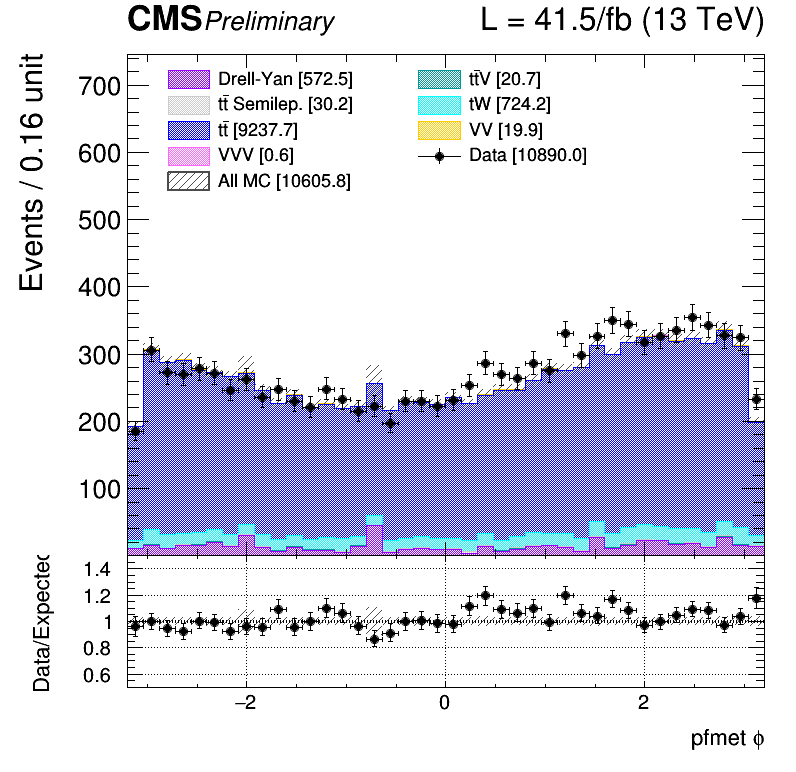 CMS Preliminary L = 41.5/fb (13 TeV)
Events / 0.16 unit
700
600
500
400
300
200
100
Drell-Yan [572.5]
tt̄ Semilep. [30.2]
tt̄ [9237.7]
VVV [0.6]
All MC [10605.8]
tt̄V [20.7]
tW [724.2]
VV [19.9]
Data [10890.0]
Data/Expected
1.4
1.2
1
0.8
0.6
−2 0 2
pfmet ϕ